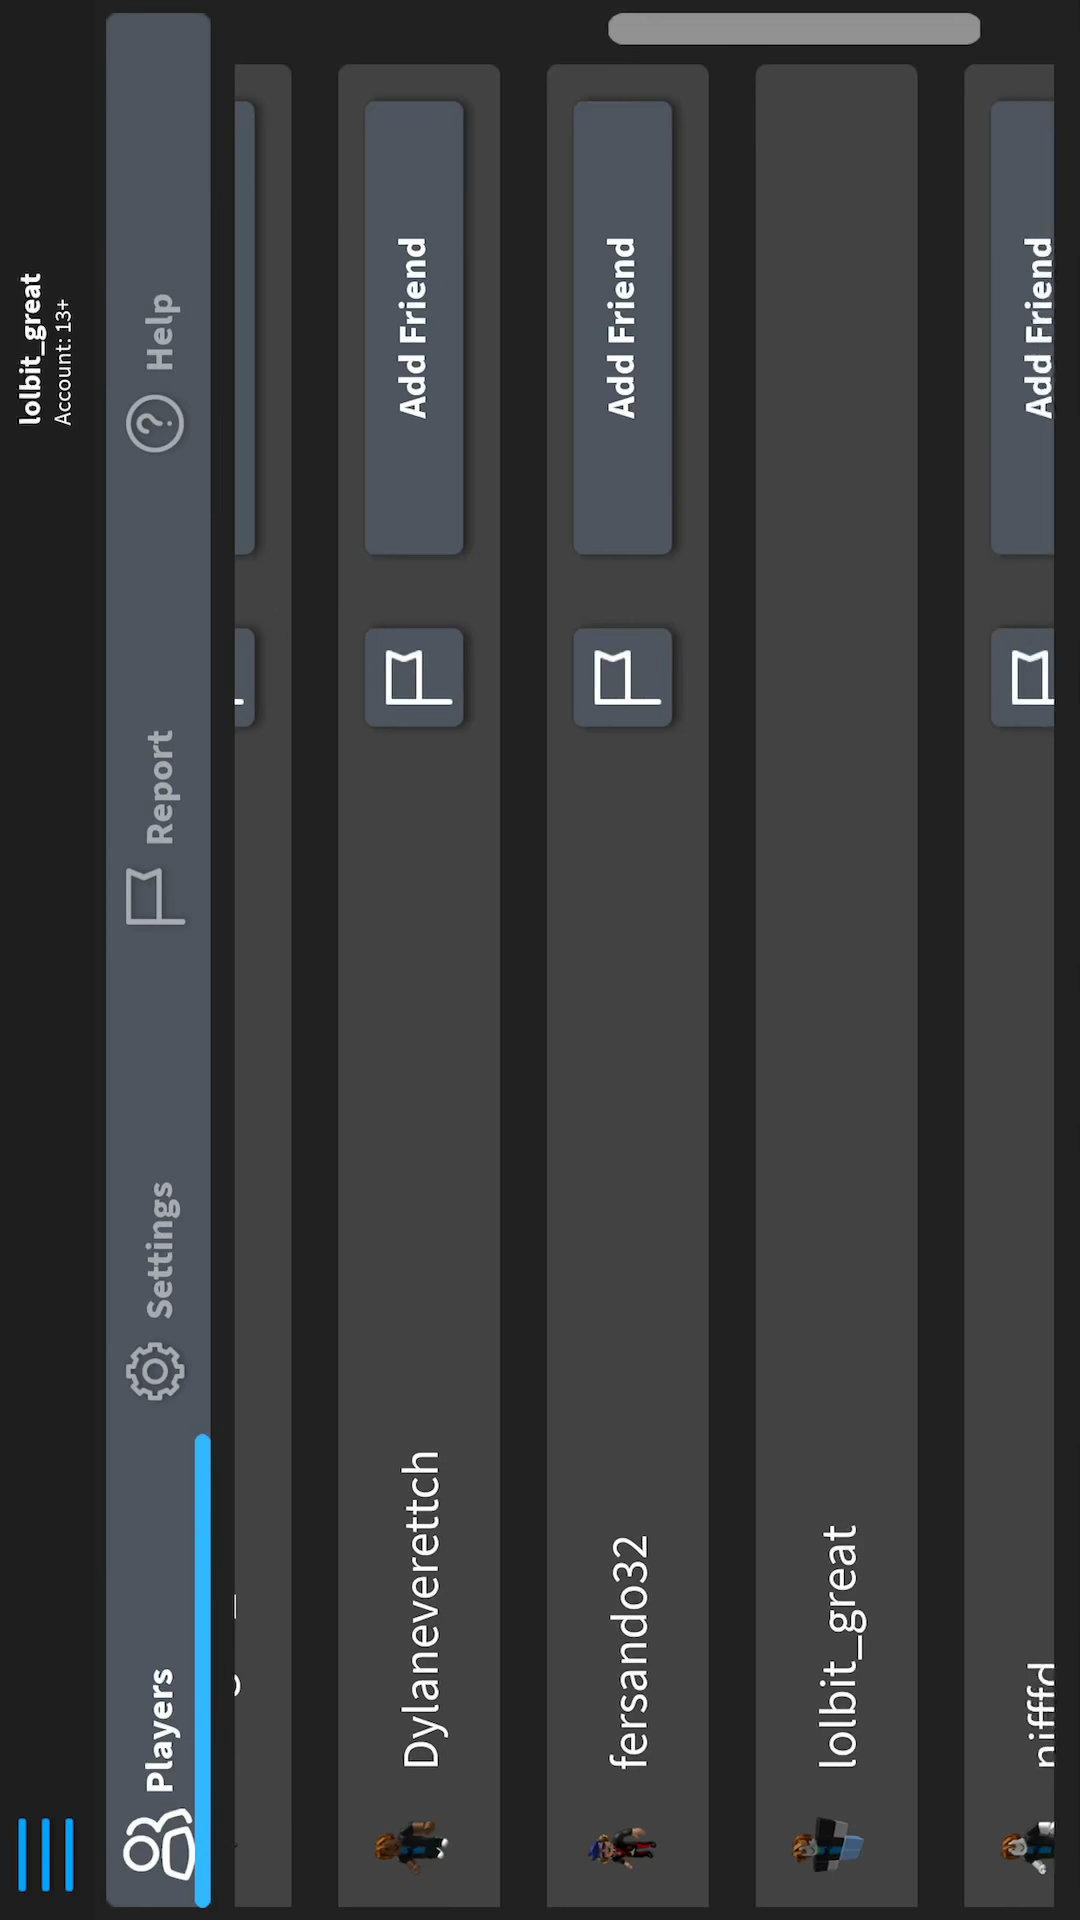 lolbit_great
Account: 13+
Players
Settings
Report
Help
Dylaneverettch
Add Friend
fersando32
Add Friend
lolbit_great
Add Friend